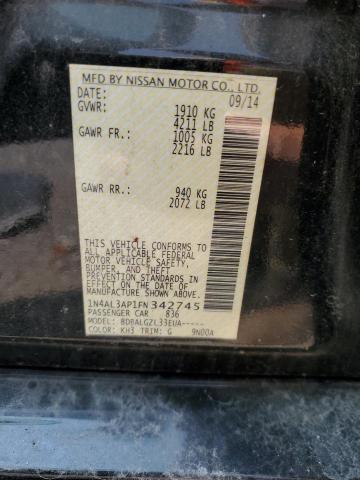 MFD BY NISSAN MOTOR CO., LTD.
DATE: 09/14
GVWR: 1910 KG
4211 LB
GAWR FR: 1005 KG
2216 LB
GAWR RR: 940 KG
2072 LB
THIS VEHICLE CONFORMS TO
ALL APPLICABLE FEDERAL
MOTOR VEHICLE SAFETY,
BUMPER, AND THEFT
PREVENTION STANDARDS IN
EFFECT ON THE DATE OF
MANUFACTURE SHOWN ABOVE
1N4AL3AP1FN342745
PASSENGER CAR 836
MODEL: BDBALGZL33EUA-----
COLOR: KH3 TRIM: G 9N00A